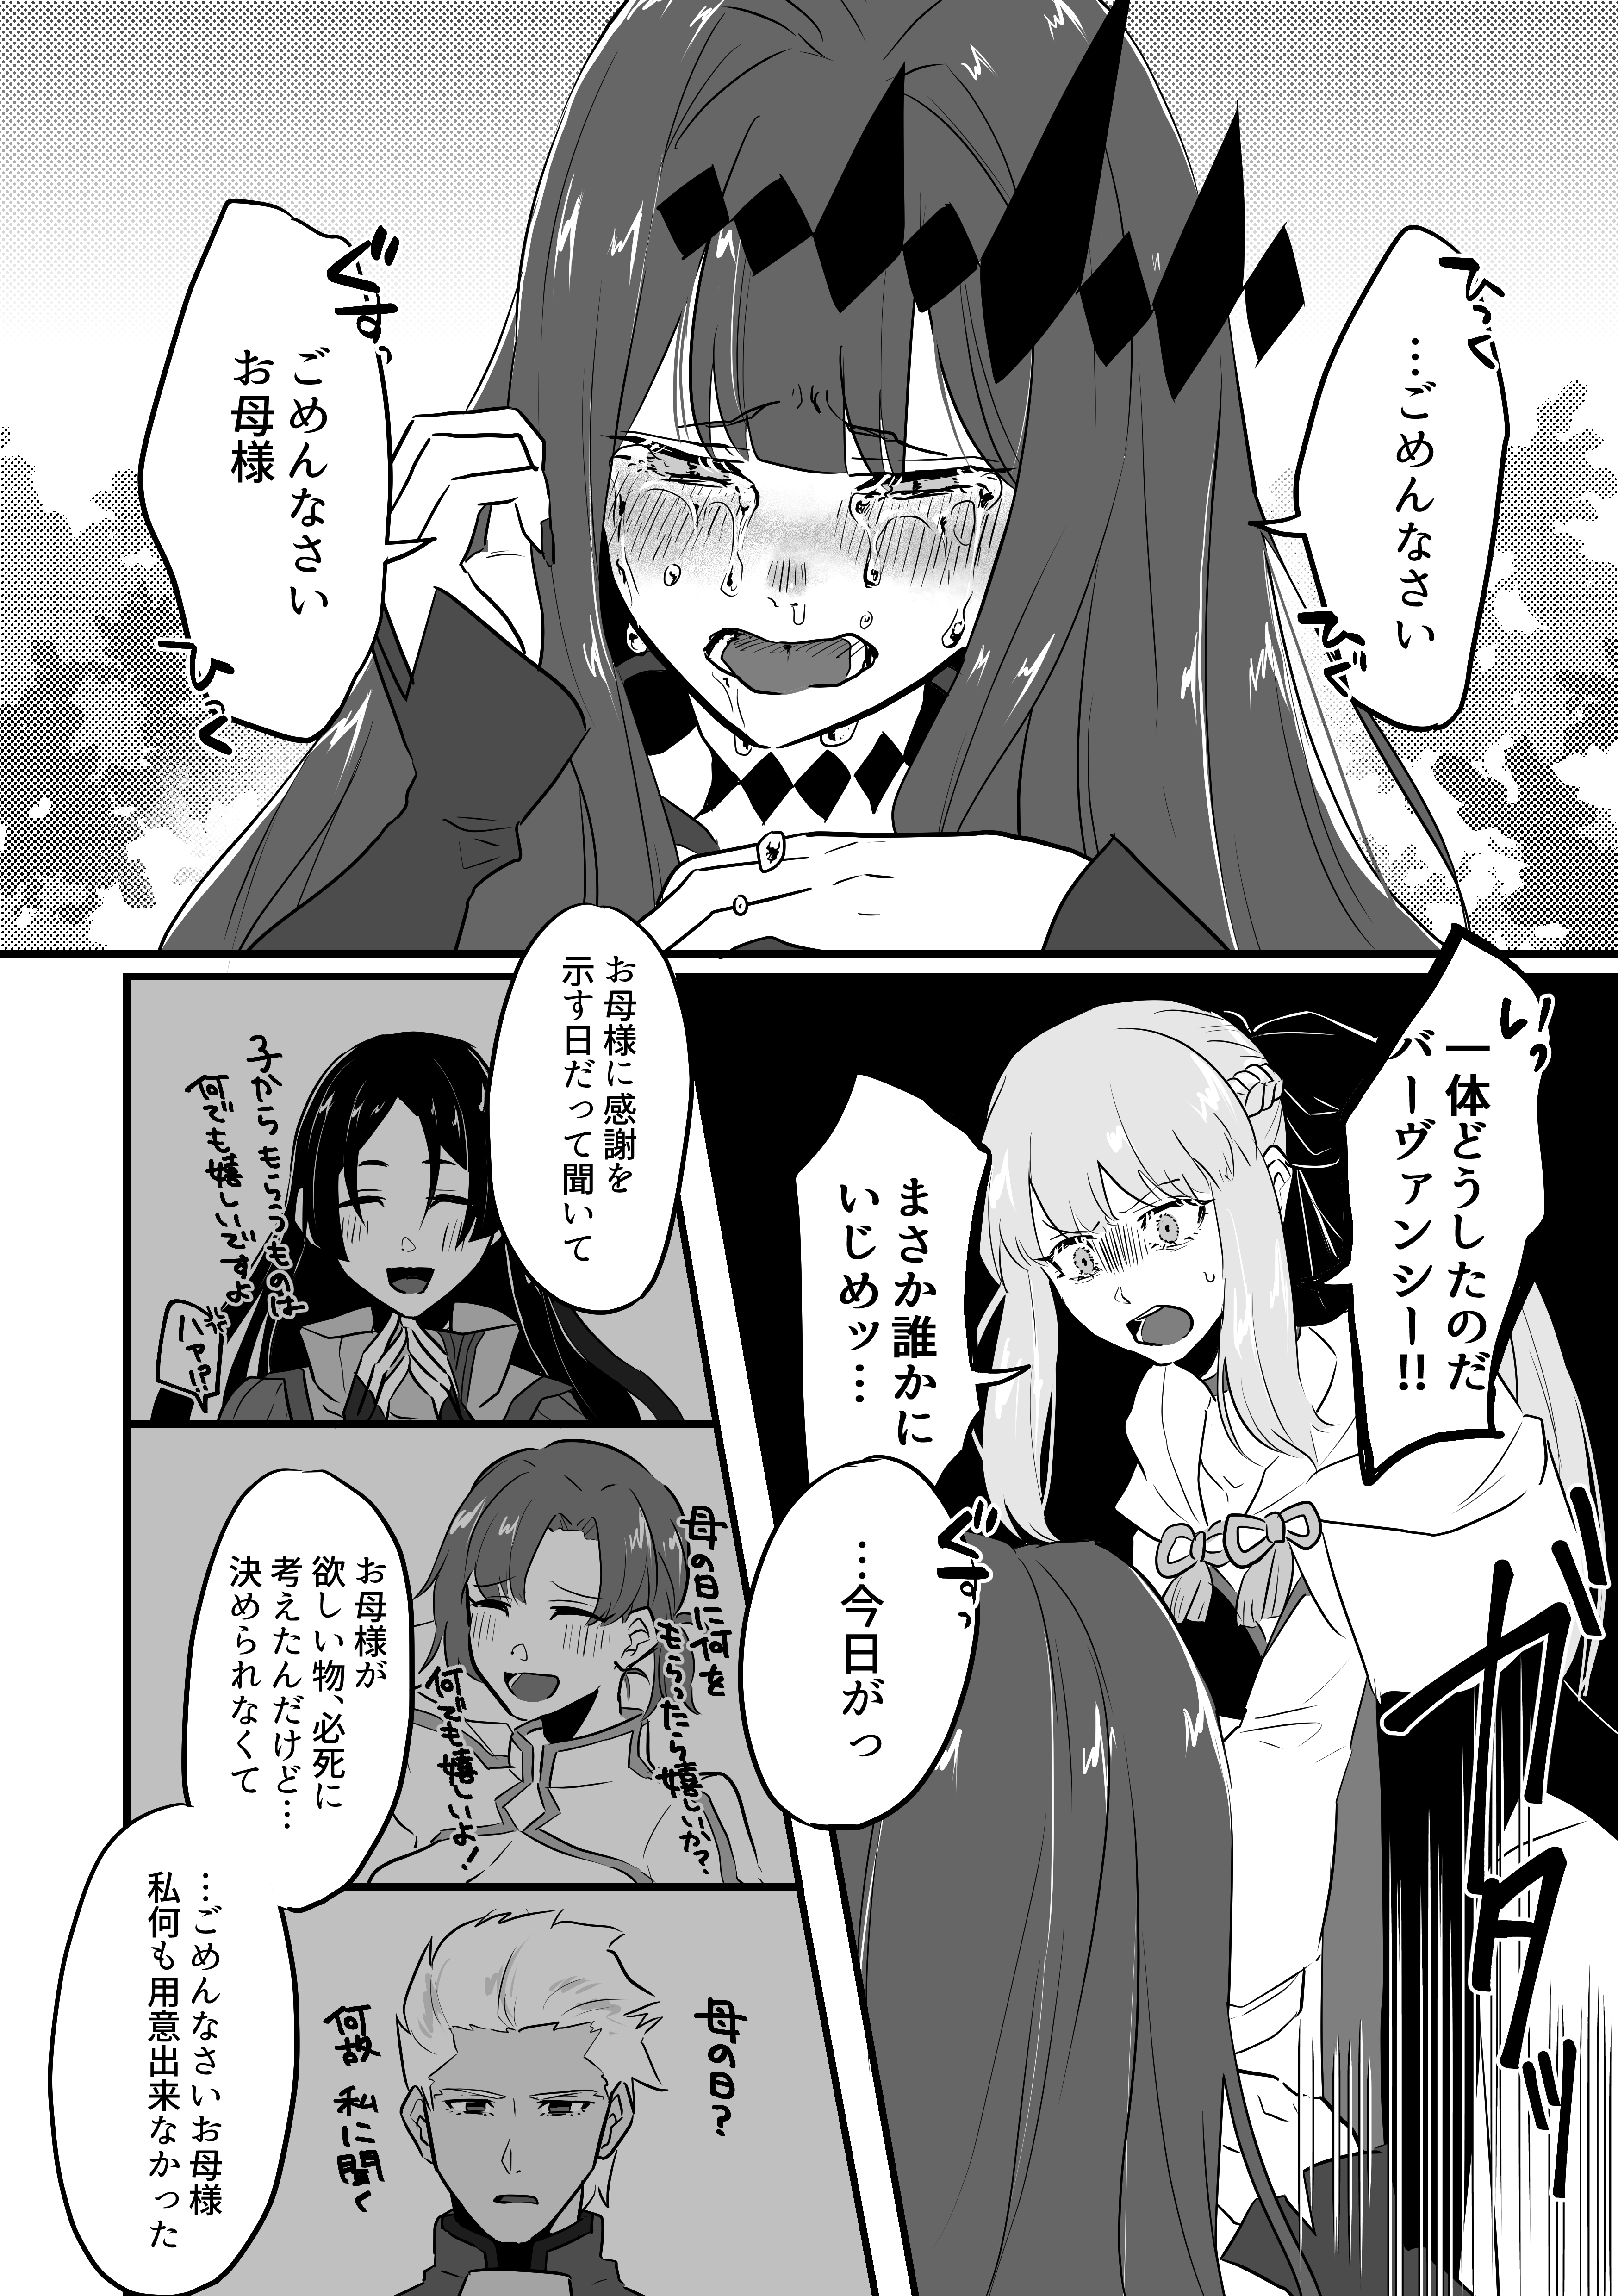 ひっく
…ごめんなさい
ひぐ
ぐすっ
ごめんなさい
お母様
ひっく
いっ!
一体どうしたのだ
バーヴァンシー!!
まさか誰かに
いじめッ…
ガタッ
ぐすっ
…今日がっ
お母様に感謝を
示す日だって聞いて
子からもらうものは
何でも嬉しいですよ
ハァ!?
お母様が
欲しい物、必死に
考えたんだけど…
決められなくて
母の日に何を
もらったら嬉しいか?
何でも嬉しいよ!
…ごめんなさいお母様
私何も用意出来なかった
母の日?
何故 私に聞く